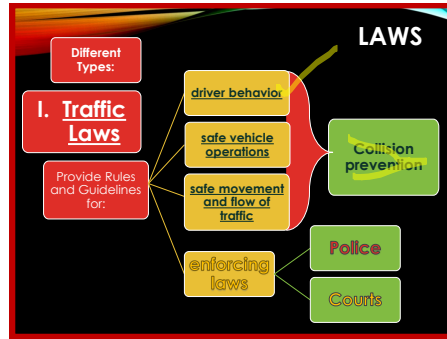 LAWS
Different
Types:
I. Traffic
Laws
Provide Rules
and Guidelines
for:
driver behavior
safe vehicle
operations
safe movement
and flow of
traffic
enforcing
laws
Collision
prevention
Police
Courts